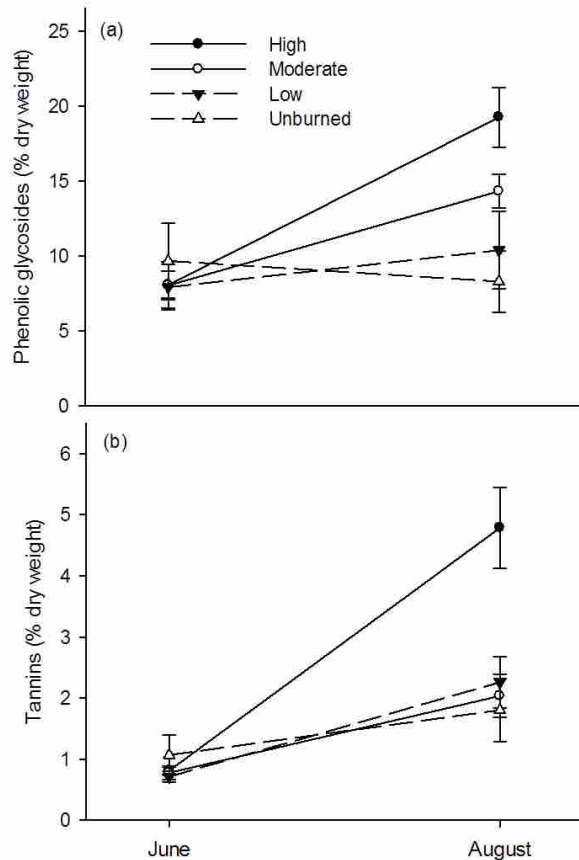 (a)
High
Moderate
Low
Unburned
25
20
15
10
5
0
Phenolic glycosides (% dry weight)
(b)
6
5
4
3
2
1
0
Tannins (% dry weight)
June August